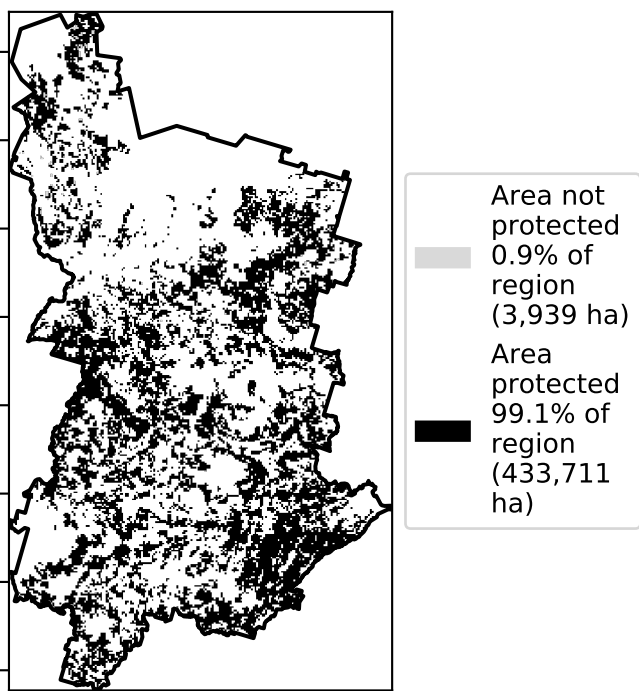 Area not
protected
0.9% of
region
(3,939 ha)
Area
protected
99.1% of
region
(433,711
ha)